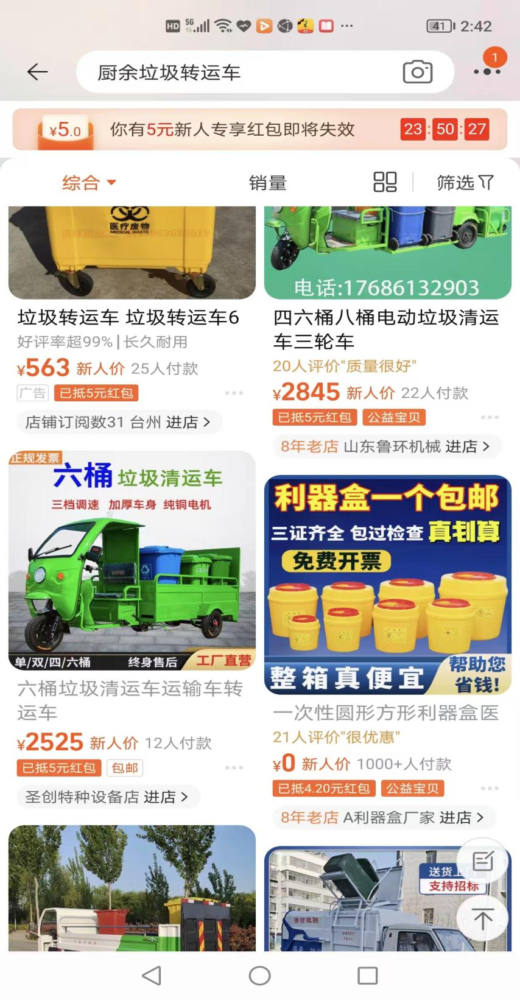 HD 5G 41 2:42
厨余垃圾转运车
1
¥5.0 你有5元新人专享红包即将失效 23:50:27
综合 销量 筛选
医疗废物
MEDICAL WASTE
垃圾转运车 垃圾转运车6
好评率超99%|长久耐用
¥563 新人价 25人付款
广告 已抵5元红包
店铺订阅数31 台州 进店 >
电话:17686132903
四六桶八桶电动垃圾清运
车三轮车
20人评价"质量很好"
¥2845 新人价 22人付款
已抵5元红包 公益宝贝
8年老店 山东鲁环机械 进店 >
正规发票
六桶 垃圾清运车
三档调速 加厚车身 纯铜电机
单/双/四/六桶 终身售后 工厂直营
六桶垃圾清运车运输车转
运车
¥2525 新人价 12人付款
已抵5元红包 包邮
圣创特种设备店 进店 >
利器盒一个包邮
三证齐全 包过检查 真划算
免费开票
整箱真便宜
帮助您
省钱!
一次性圆形方形利器盒医
21人评价"很优惠"
¥0 新人价 1000+人付款
已抵4.20元红包 公益宝贝
8年老店 A利器盒厂家 进店 >
送货上门
支持招标